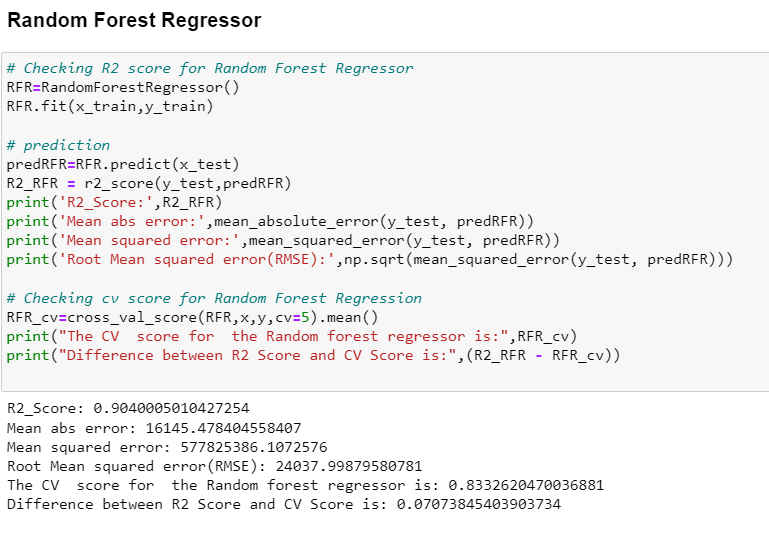 Random Forest Regressor
# Checking R2 score for Random Forest Regressor
RFR=RandomForestRegressor()
RFR.fit(x_train,y_train)
# prediction
predRFR=RFR.predict(x_test)
R2_RFR = r2_score(y_test,predRFR)
print('R2_Score:',R2_RFR)
print('Mean abs error:',mean_absolute_error(y_test, predRFR))
print('Mean squared error:',mean_squared_error(y_test, predRFR))
print('Root Mean squared error(RMSE):',np.sqrt(mean_squared_error(y_test, predRFR)))
# Checking cv score for Random Forest Regression
RFR_cv=cross_val_score(RFR,x,y,cv=5).mean()
print("The CV  score for  the Random forest regressor is:",RFR_cv)
print("Difference between R2 Score and CV Score is:",(R2_RFR - RFR_cv))
R2_Score: 0.9040005010427254
Mean abs error: 16145.478404558407
Mean squared error: 577825386.1072576
Root Mean squared error(RMSE): 24037.99879580781
The CV  score for  the Random forest regressor is: 0.8332620470036881
Difference between R2 Score and CV Score is: 0.07073845403903734